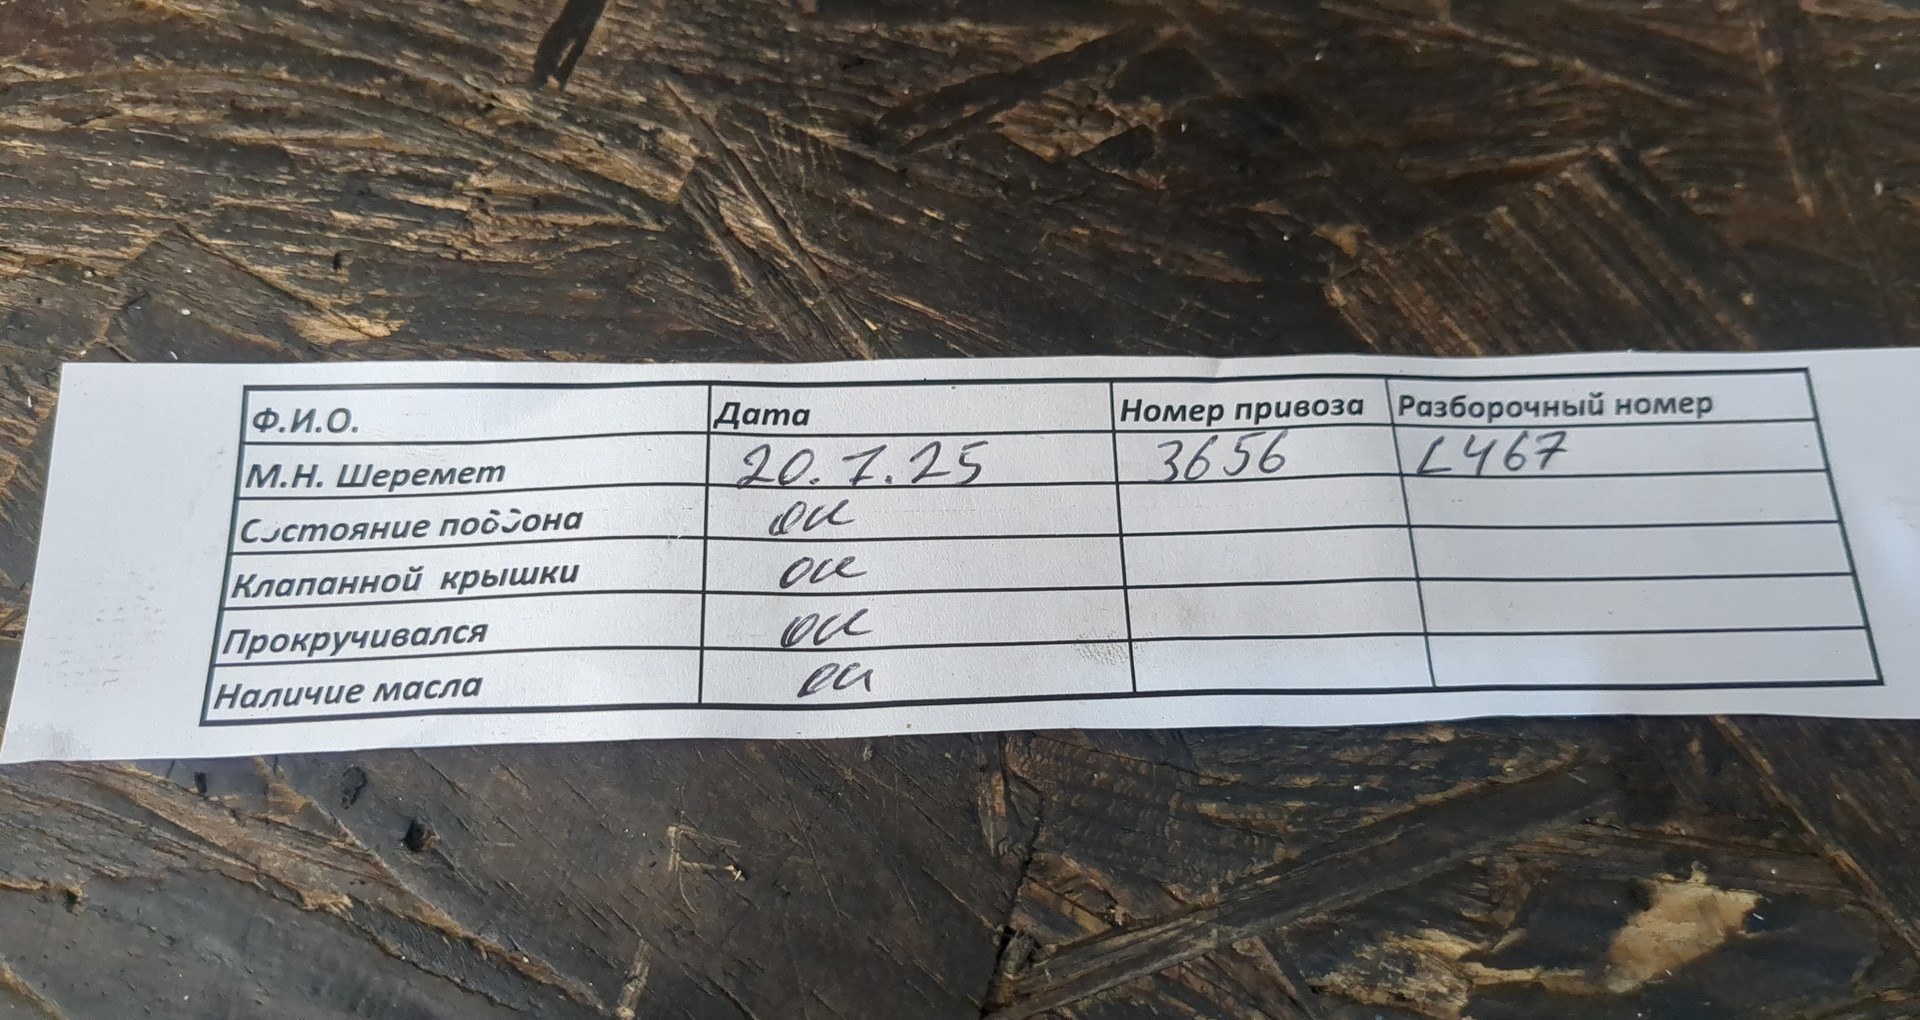 Ф.И.О. Дата Номер привоза Разборочный номер
М.Н. Шеремет 20.7.25 3656 L467
Состояние поддона ок
Клапанной крышки ок
Прокручивался ок
Наличие масла ок